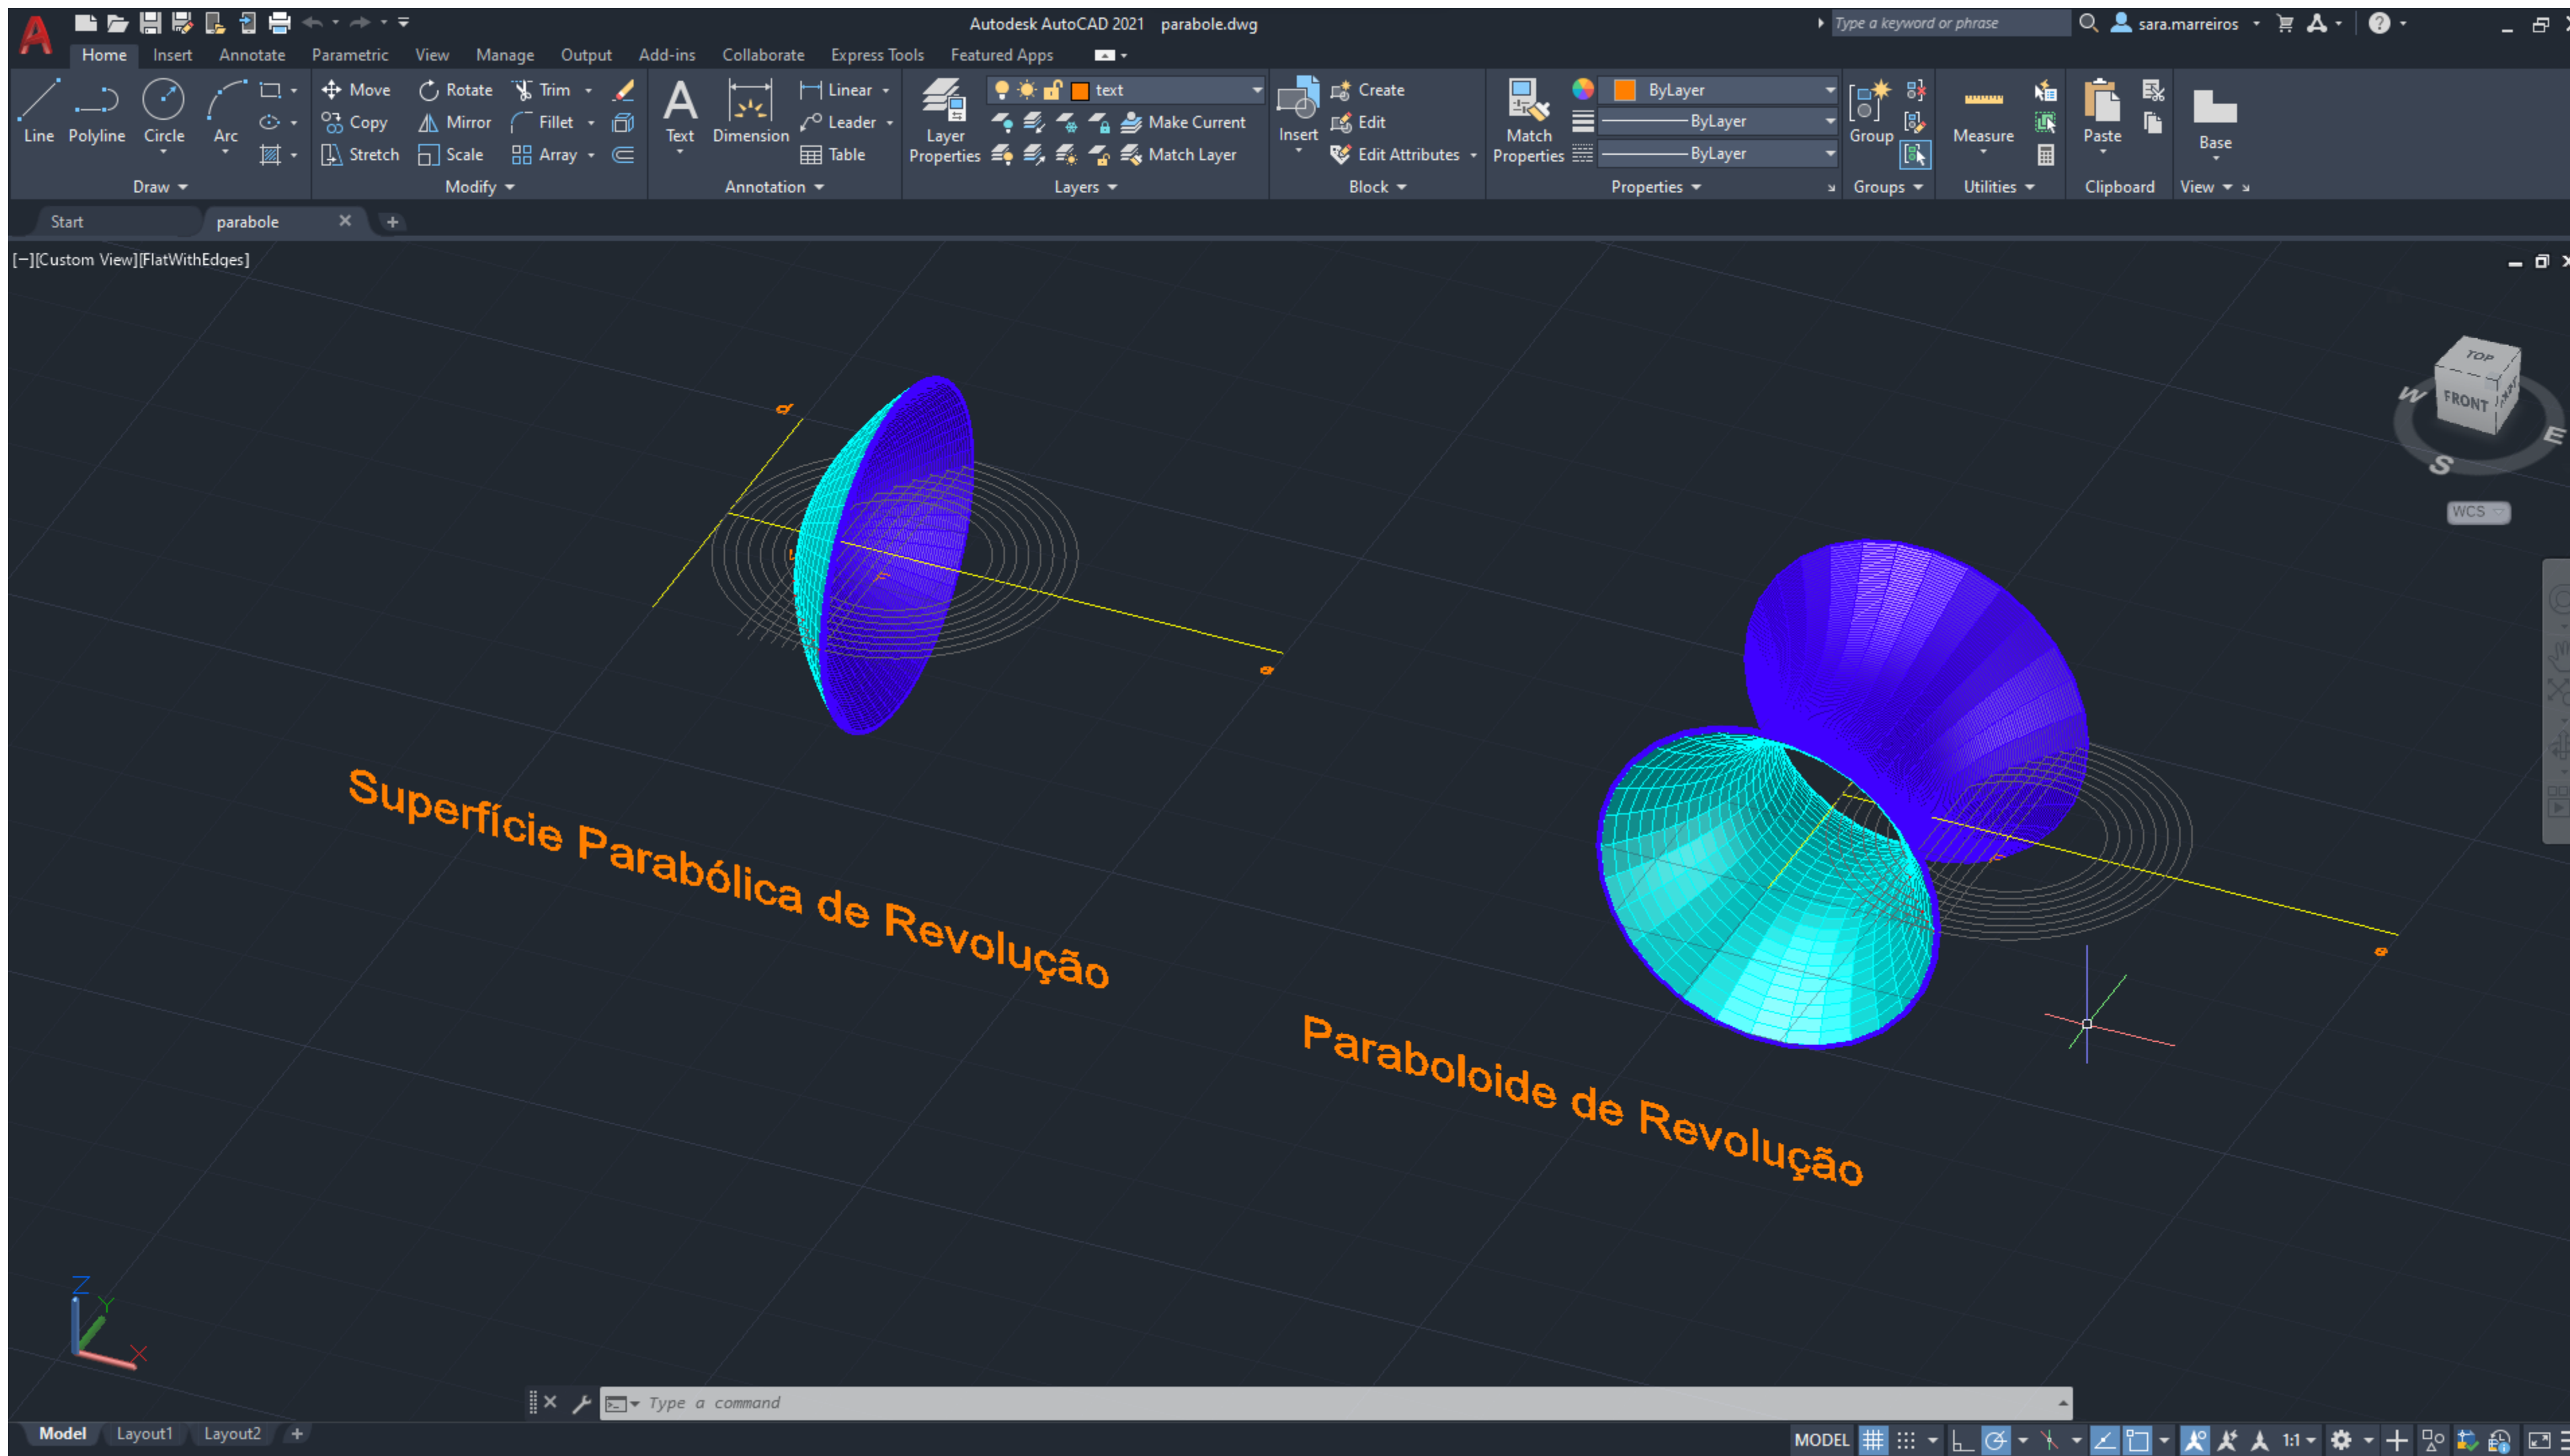 Autodesk AutoCAD 2021 parabole.dwg
Type a keyword or phrase
sara.marreiros
Home Insert Annotate Parametric View Manage Output Add-ins Collaborate Express Tools Featured Apps
Line Polyline Circle Arc
Move Rotate Trim
Copy Mirror Fillet
Stretch Scale Array
Text Dimension
Linear
Leader
Table
Layer Properties
text
Make Current
Match Layer
Insert
Create
Edit
Edit Attributes
Match Properties
ByLayer
ByLayer
ByLayer
Group
Measure
Paste
Base
Draw Modify Annotation Layers Block Properties Groups Utilities Clipboard View
Start parabole
[−][Custom View][FlatWithEdges]
TOP
FRONT
W
E
S
WCS
d
F
e
Superfície Parabólica de Revolução
e
Paraboloide de Revolução
Z
Y
X
Type a command
Model Layout1 Layout2
MODEL
1:1